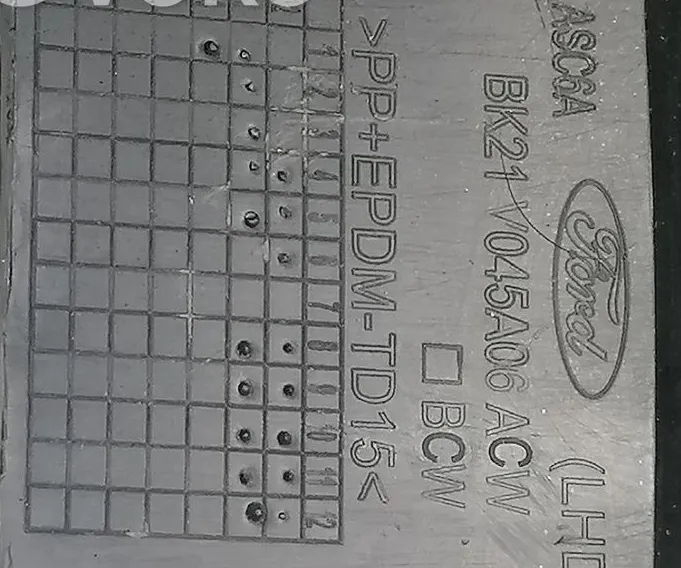 ASC6A
Ford
(LH
BK21 V045A06 ACW
BCW
>PP+EPDM-TD15<
1 2 3 4 5 6 7 8 9 10 11 12